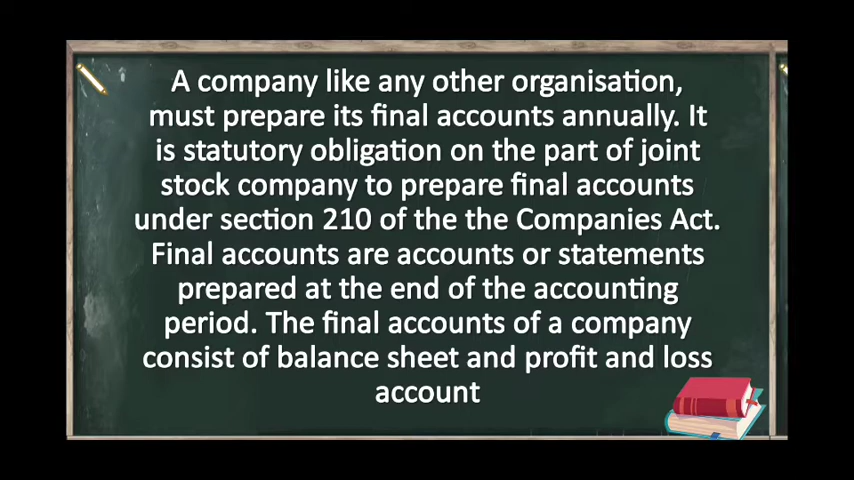 A company like any other organisation,
must prepare its final accounts annually. It
is statutory obligation on the part of joint
stock company to prepare final accounts
under section 210 of the the Companies Act.
Final accounts are accounts or statements
prepared at the end of the accounting
period. The final accounts of a company
consist of balance sheet and profit and loss
account